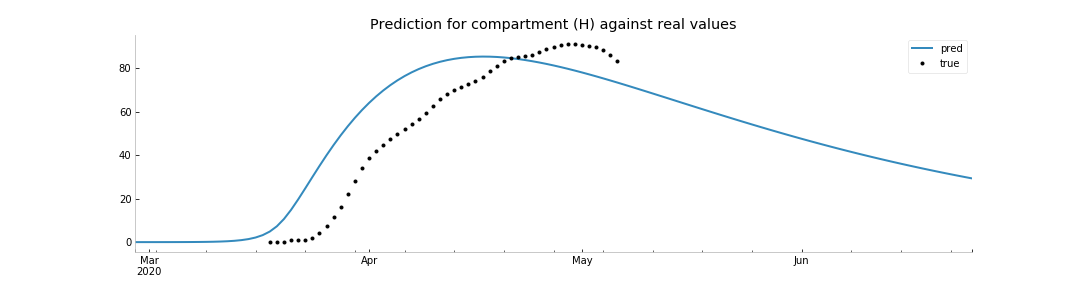 Prediction for compartment (H) against real values
pred
true
80
60
40
20
0
Mar
2020
Apr
May
Jun